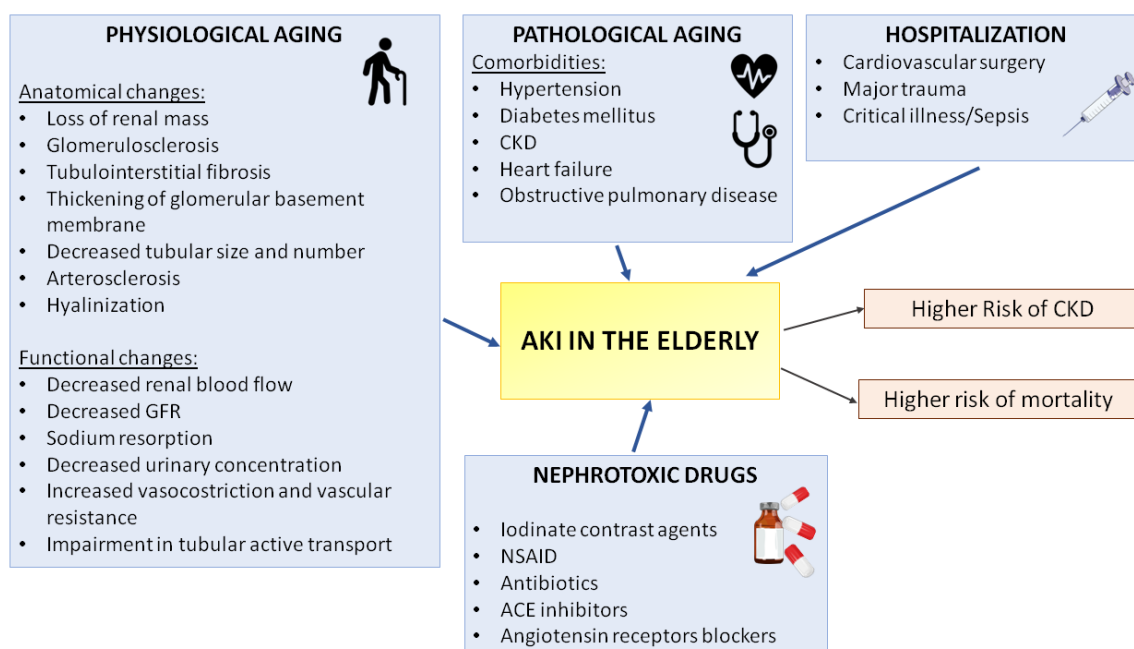 PHYSIOLOGICAL AGING
Anatomical changes:
• Loss of renal mass
• Glomerulosclerosis
• Tubulointerstitial fibrosis
• Thickening of glomerular basement
membrane
• Decreased tubular size and number
• Arterosclerosis
• Hyalinization
Functional changes:
• Decreased renal blood flow
• Decreased GFR
• Sodium resorption
• Decreased urinary concentration
• Increased vasocostriction and vascular
resistance
• Impairment in tubular active transport
PATHOLOGICAL AGING
Comorbidities:
• Hypertension
• Diabetes mellitus
• CKD
• Heart failure
• Obstructive pulmonary disease
HOSPITALIZATION
• Cardiovascular surgery
• Major trauma
• Critical illness/Sepsis
AKI IN THE ELDERLY
Higher Risk of CKD
Higher risk of mortality
NEPHROTOXIC DRUGS
• Iodinate contrast agents
• NSAID
• Antibiotics
• ACE inhibitors
• Angiotensin receptors blockers